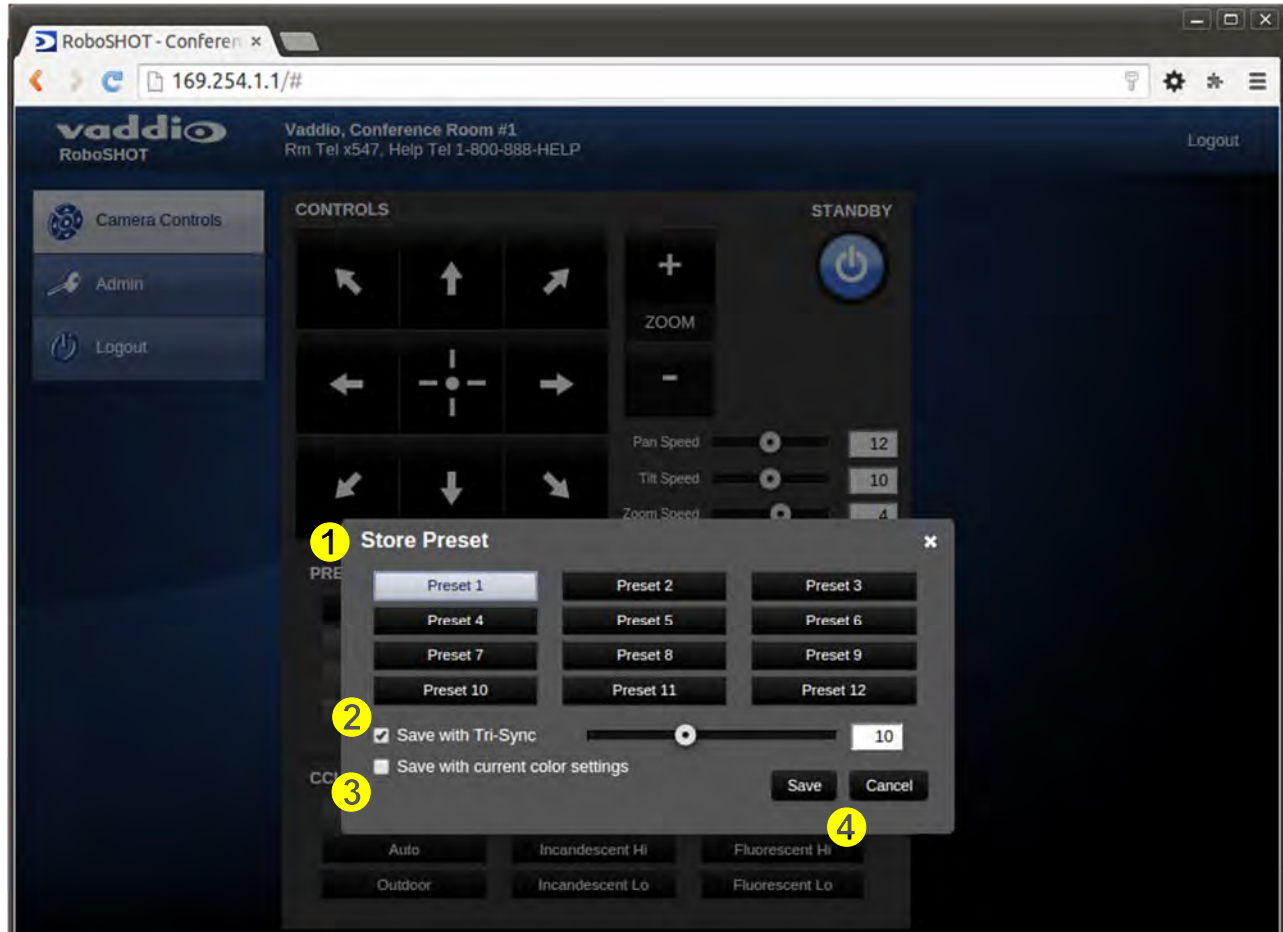 RoboSHOT - Conferen
169.254.1.1/#
vaddio
RoboSHOT
Vaddio, Conference Room #1
Rm Tel x547, Help Tel 1-800-888-HELP
Logout
Camera Controls
Admin
Logout
CONTROLS
STANDBY
+
ZOOM
-
Pan Speed
12
Tilt Speed
10
Zoom Speed
4
1
Store Preset
PRE
Preset 1
Preset 2
Preset 3
Preset 4
Preset 5
Preset 6
Preset 7
Preset 8
Preset 9
Preset 10
Preset 11
Preset 12
2
Save with Tri-Sync
10
Save with current color settings
3
CCU
Save
Cancel
4
Auto
Incandescent Hi
Fluorescent Hi
Outdoor
Incandescent Lo
Fluorescent Lo